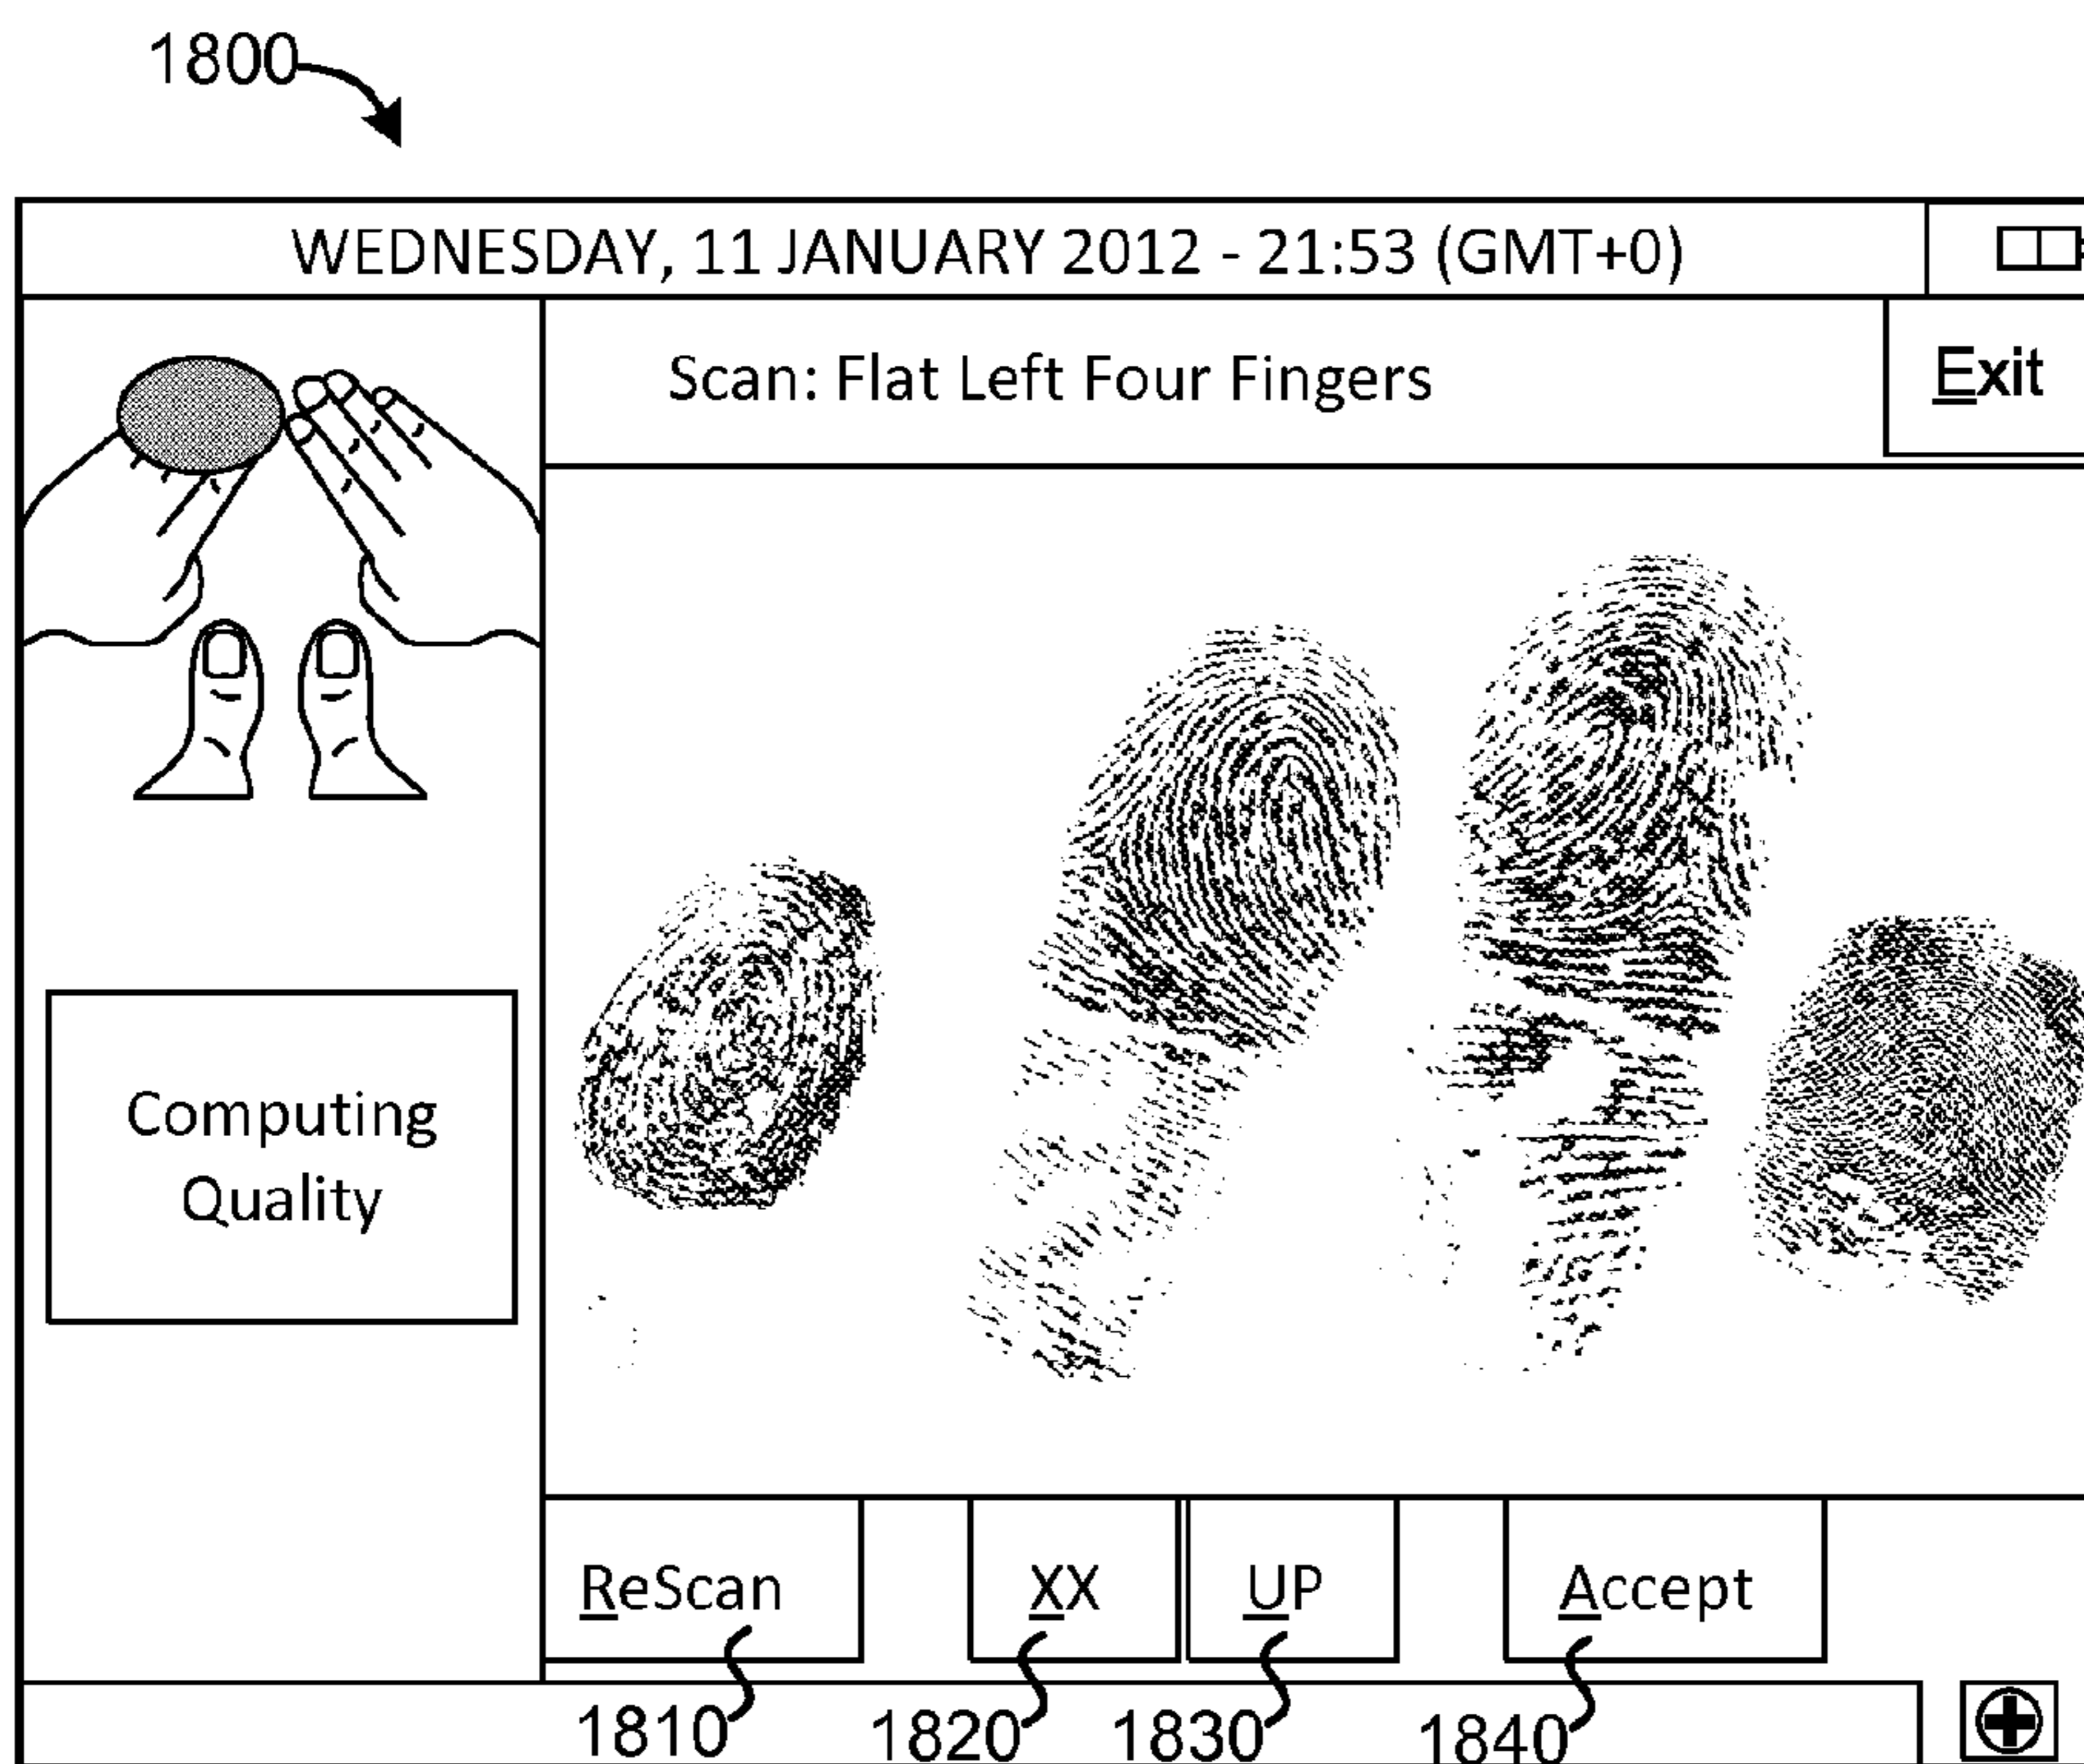 1800
WEDNESDAY, 11 JANUARY 2012 - 21:53 (GMT+0)
Scan: Flat Left Four Fingers
Exit
Computing
Quality
ReScan
XX
UP
Accept
1810
1820
1830
1840